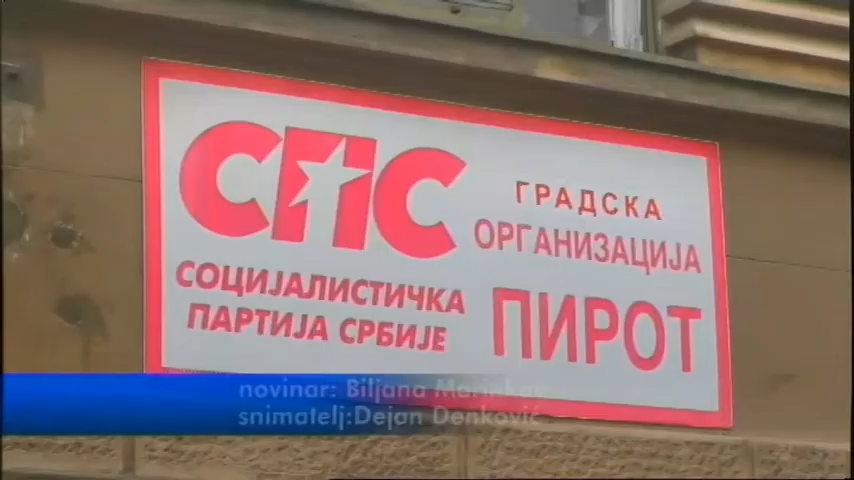 СПС
СОЦИЈАЛИСТИЧКА
ПАРТИЈА СРБИЈЕ
ГРАДСКА
ОРГАНИЗАЦИЈА
ПИРОТ
novinar: Biljana
snimatelj:Dejan Denković